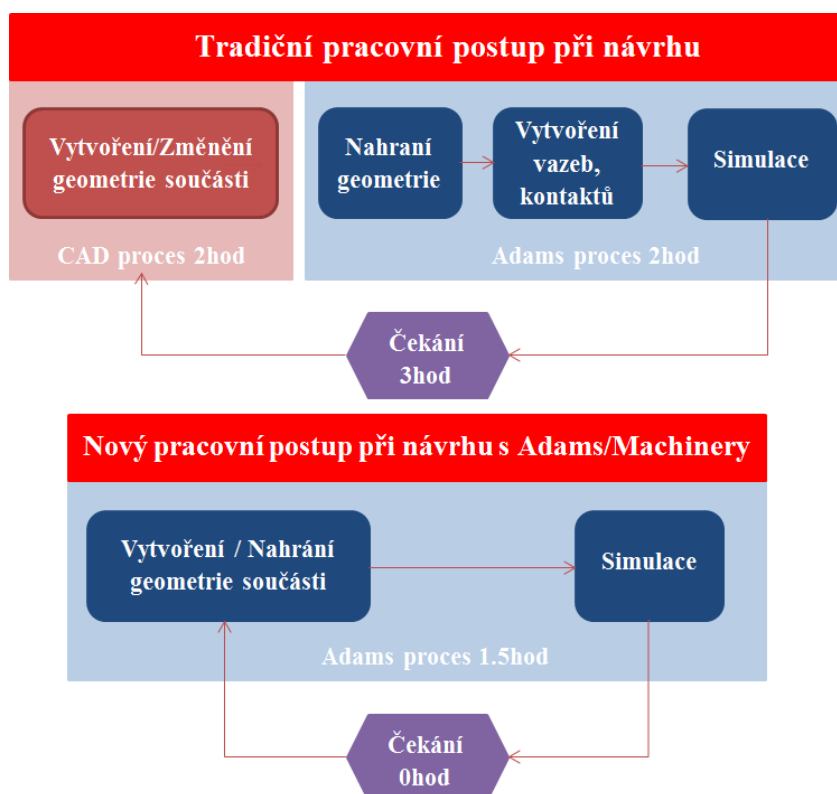 Tradiční pracovní postup při návrhu
Vytvoření/Změnění
geometrie součásti
CAD proces 2hod
Nahraní
geometrie
Vytvoření
vazeb,
kontaktů
Simulace
Adams proces 2hod
Čekání
3hod
Nový pracovní postup při návrhu s Adams/Machinery
Vytvoření / Nahrání
geometrie součásti
Simulace
Adams proces 1.5hod
Čekání
0hod